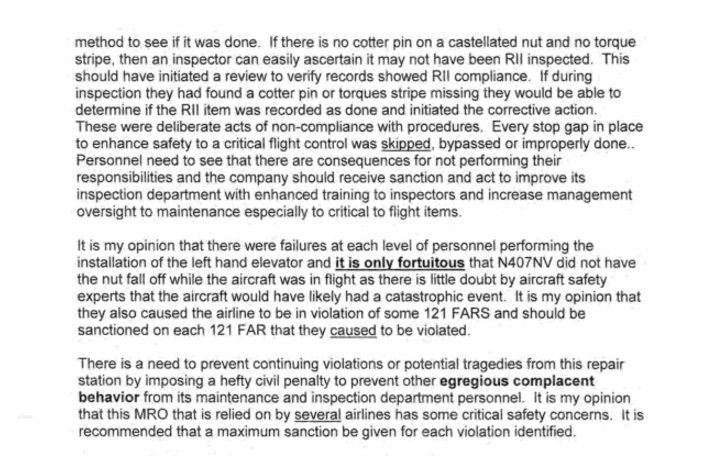 method to see if it was done. If there is no cotter pin on a castellated nut and no torque
stripe, then an inspector can easily ascertain it may not have been RII inspected. This
should have initiated a review to verify records showed RII compliance. If during
inspection they had found a cotter pin or torques stripe missing they would be able to
determine if the RII item was recorded as done and initiated the corrective action.
These were deliberate acts of non-compliance with procedures. Every stop gap in place
to enhance safety to a critical flight control was skipped, bypassed or improperly done..
Personnel need to see that there are consequences for not performing their
responsibilities and the company should receive sanction and act to improve its
inspection department with enhanced training to inspectors and increase management
oversight to maintenance especially to critical to flight items.
It is my opinion that there were failures at each level of personnel performing the
installation of the left hand elevator and it is only fortuitous that N407NV did not have
the nut fall off while the aircraft was in flight as there is little doubt by aircraft safety
experts that the aircraft would have likely had a catastrophic event. It is my opinion that
they also caused the airline to be in violation of some 121 FARS and should be
sanctioned on each 121 FAR that they caused to be violated.
There is a need to prevent continuing violations or potential tragedies from this repair
station by imposing a hefty civil penalty to prevent other egregious complacent
behavior from its maintenance and inspection department personnel. It is my opinion
that this MRO that is relied on by several airlines has some critical safety concerns. It is
recommended that a maximum sanction be given for each violation identified.